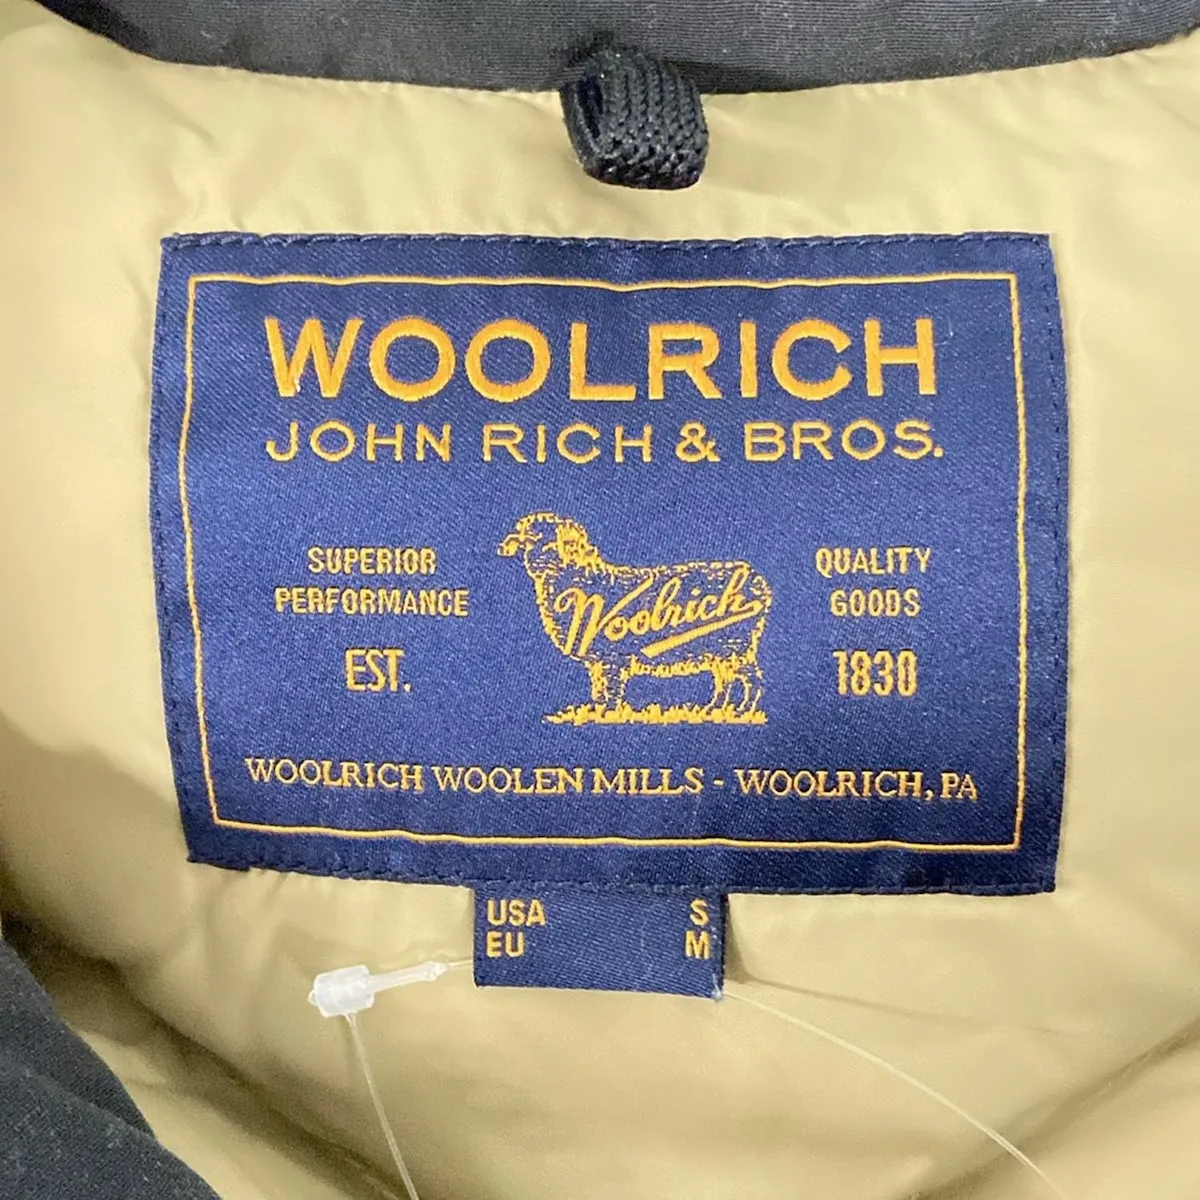 WOOLRICH
JOHN RICH & BROS.
SUPERIOR
PERFORMANCE
EST.
Woolrich
QUALITY
GOODS
1830
WOOLRICH WOOLEN MILLS - WOOLRICH, PA
USA S
EU M